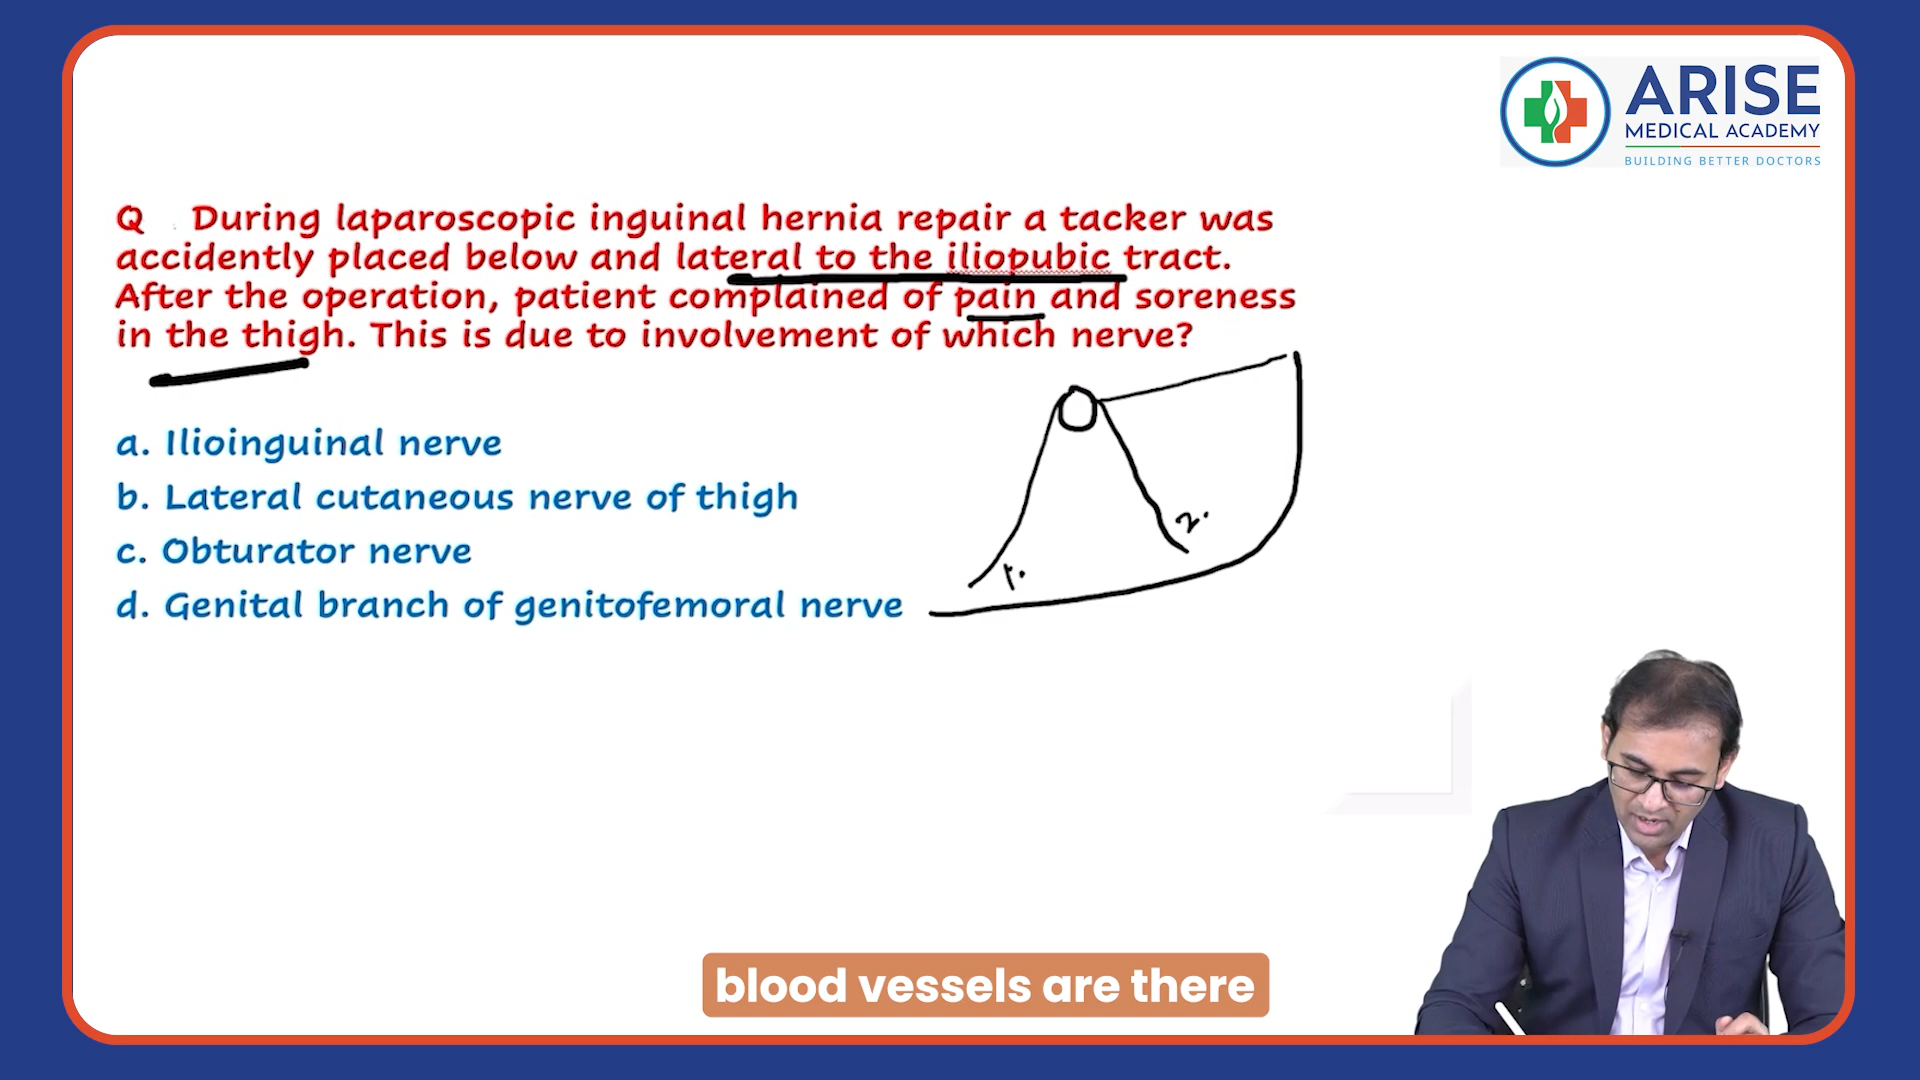 ARISE
MEDICAL ACADEMY
BUILDING BETTER DOCTORS
Q During laparoscopic inguinal hernia repair a tacker was
accidently placed below and lateral to the iliopubic tract.
After the operation, patient complained of pain and soreness
in the thigh. This is due to involvement of which nerve?
a. Ilioinguinal nerve
b. Lateral cutaneous nerve of thigh
c. Obturator nerve
d. Genital branch of genitofemoral nerve
2.
1.
blood vessels are there